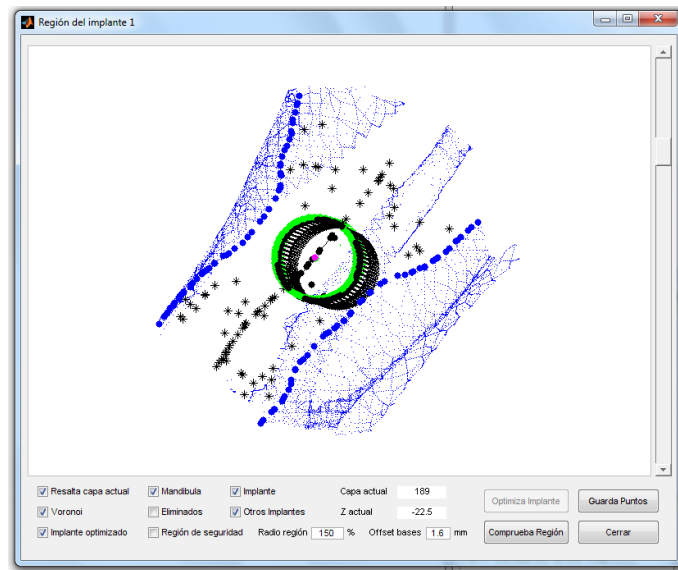 Región del implante 1
Resalta capa actual Mandibula Implante Capa actual 189
Optimiza Implante Guarda Puntos
Voronoi Eliminados Otros Implantes Z actual -22.5
Implante optimizado Región de seguridad Radio región 150 % Offset bases 1.6 mm Comprueba Región Cerrar